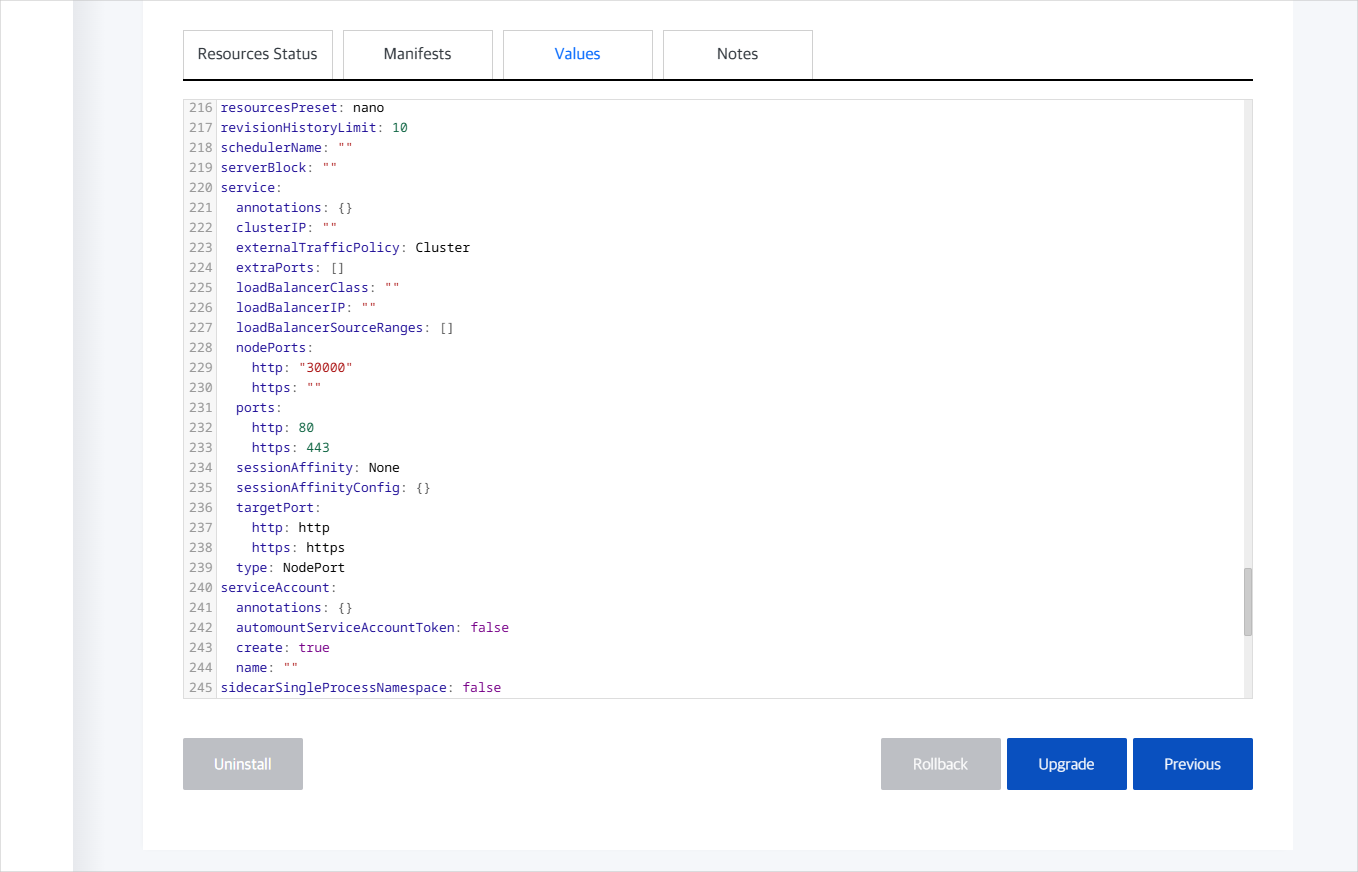 Resources Status Manifests Values Notes
216 resourcesPreset: nano
217 revisionHistoryLimit: 10
218 schedulerName: ""
219 serverBlock: ""
220 service:
221   annotations: {}
222   clusterIP: ""
223   externalTrafficPolicy: Cluster
224   extraPorts: []
225   loadBalancerClass: ""
226   loadBalancerIP: ""
227   loadBalancerSourceRanges: []
228   nodePorts:
229     http: "30000"
230     https: ""
231   ports:
232     http: 80
233     https: 443
234   sessionAffinity: None
235   sessionAffinityConfig: {}
236   targetPort:
237     http: http
238     https: https
239   type: NodePort
240 serviceAccount:
241   annotations: {}
242   automountServiceAccountToken: false
243   create: true
244   name: ""
245 sidecarSingleProcessNamespace: false
Uninstall Rollback Upgrade Previous